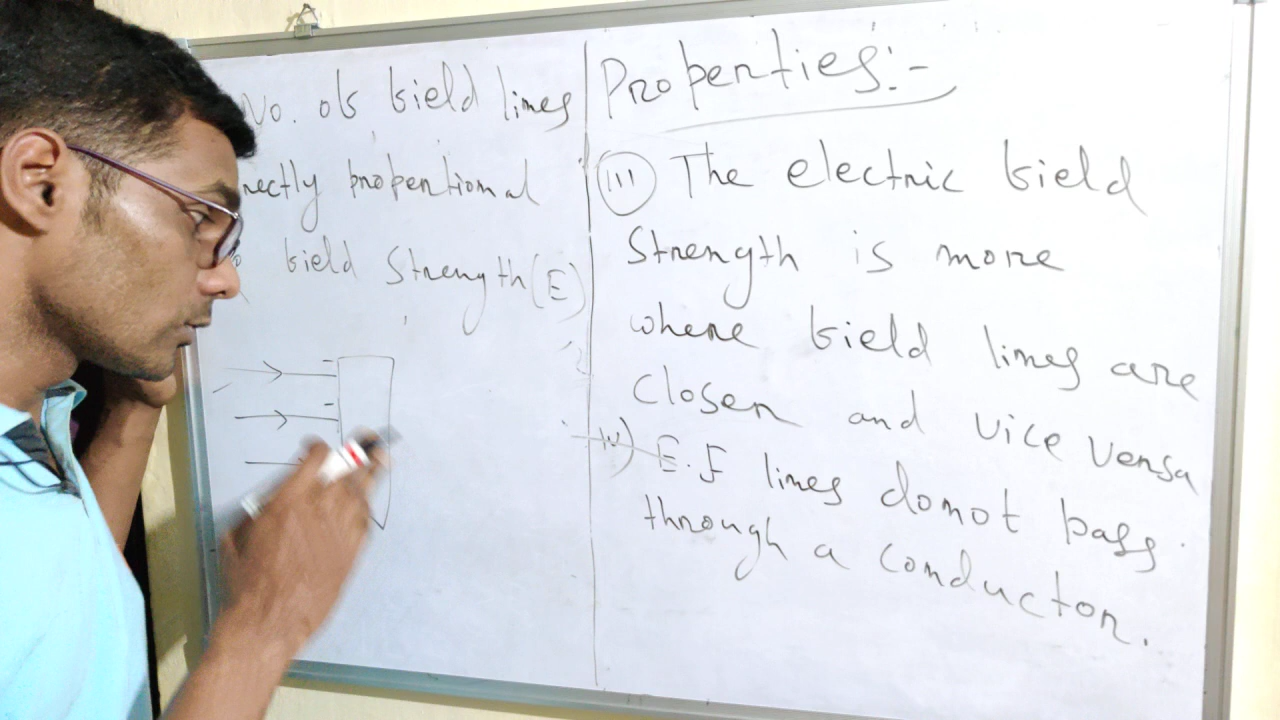 No. of field lines
rectly propertional
field Strength (E)
Properties:-
(iii) The electric field
Strength is more
where field lines are
Closer and vice versa
iv) E.F lines donot pass
through a conductor.